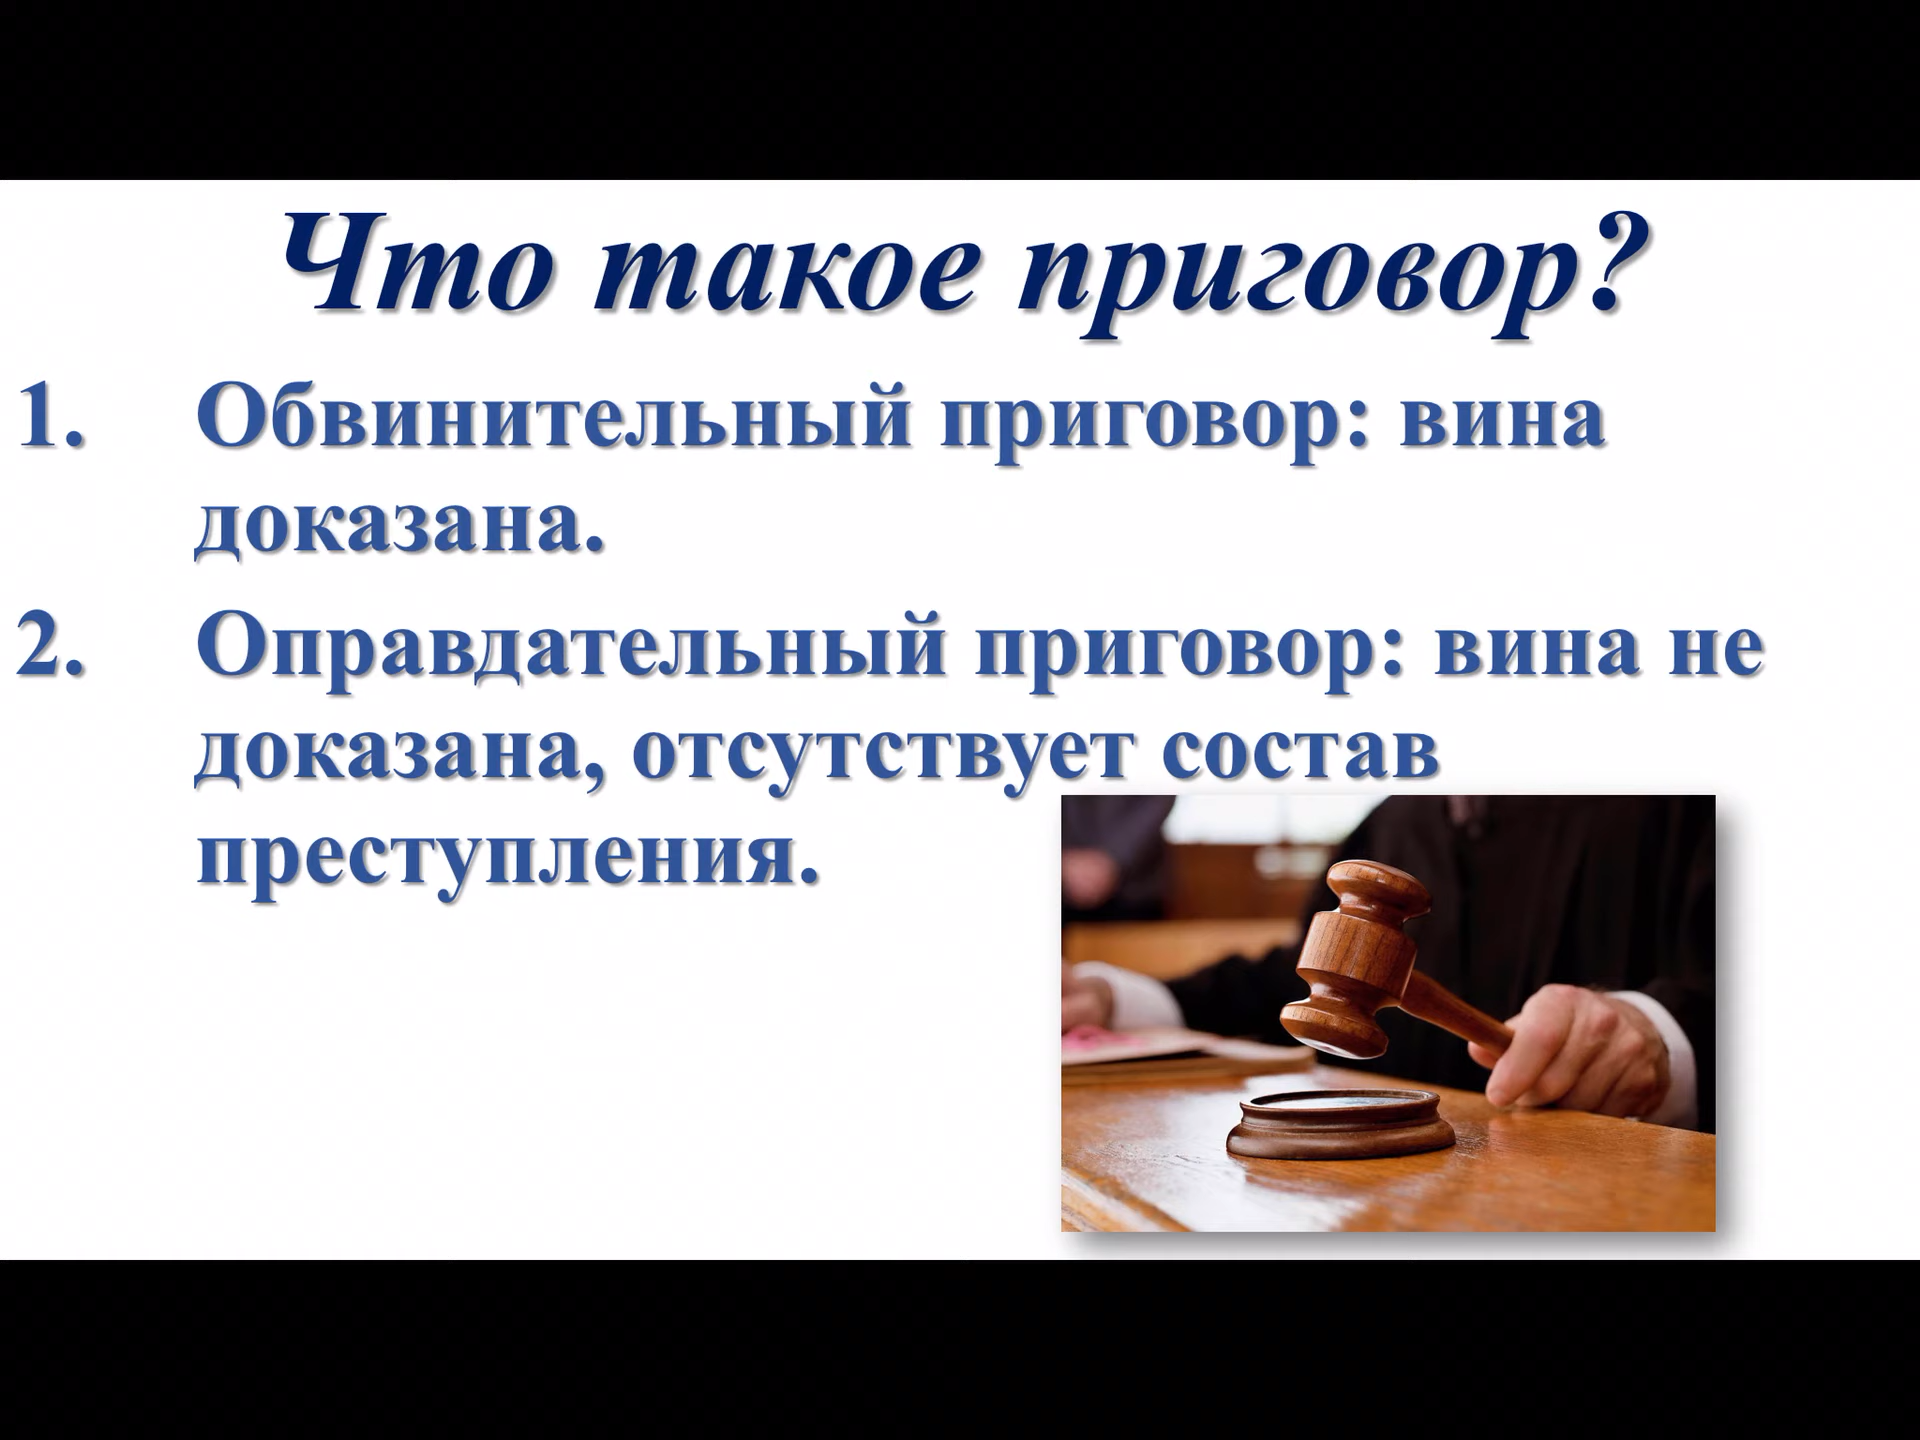 Что такое приговор?
1. Обвинительный приговор: вина
доказана.
2. Оправдательный приговор: вина не
доказана, отсутствует состав
преступления.